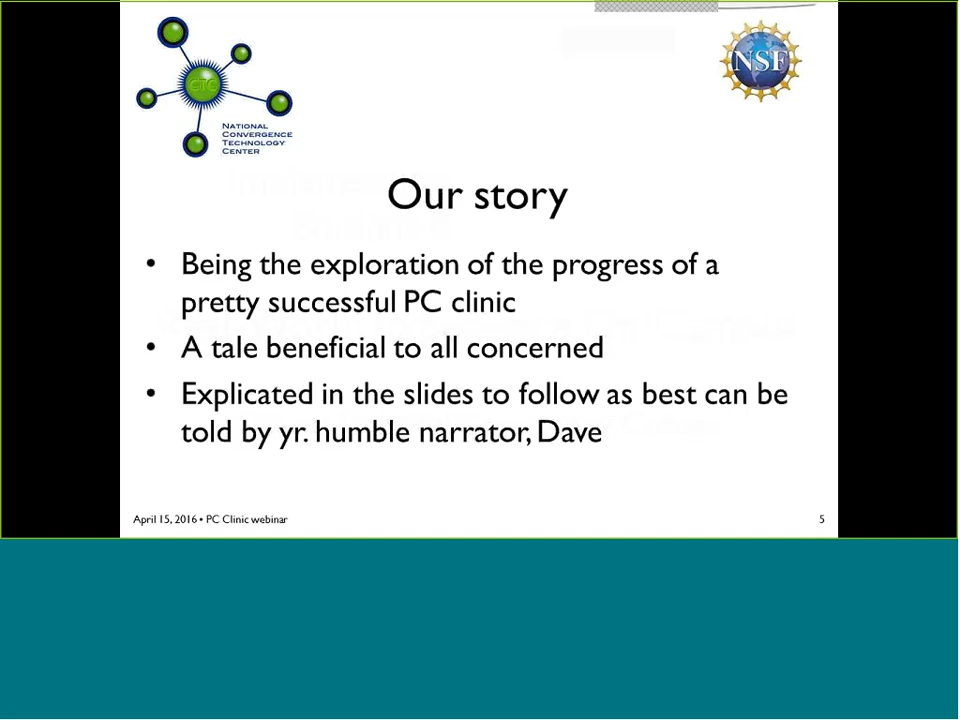 CTC
NSF
NATIONAL
CONVERGENCE
TECHNOLOGY
CENTER
Our story
• Being the exploration of the progress of a
pretty successful PC clinic
• A tale beneficial to all concerned
• Explicated in the slides to follow as best can be
told by yr. humble narrator, Dave
April 15, 2016 • PC Clinic webinar
5